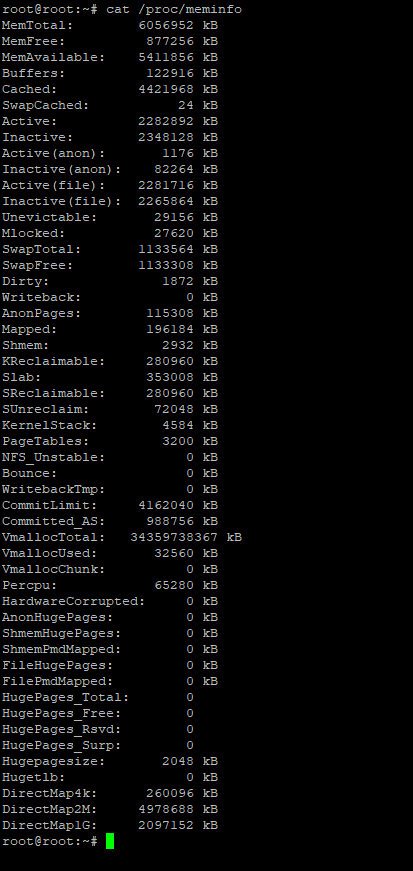 root@root:~# cat /proc/meminfo
MemTotal:        6056952 kB
MemFree:          877256 kB
MemAvailable:    5411856 kB
Buffers:          122916 kB
Cached:          4421968 kB
SwapCached:           24 kB
Active:          2282892 kB
Inactive:        2348128 kB
Active(anon):       1176 kB
Inactive(anon):    82264 kB
Active(file):    2281716 kB
Inactive(file):  2265864 kB
Unevictable:       29156 kB
Mlocked:           27620 kB
SwapTotal:       1133564 kB
SwapFree:        1133308 kB
Dirty:              1872 kB
Writeback:             0 kB
AnonPages:        115308 kB
Mapped:           196184 kB
Shmem:              2932 kB
KReclaimable:     280960 kB
Slab:             353008 kB
SReclaimable:     280960 kB
SUnreclaim:        72048 kB
KernelStack:        4584 kB
PageTables:         3200 kB
NFS_Unstable:          0 kB
Bounce:                0 kB
WritebackTmp:          0 kB
CommitLimit:     4162040 kB
Committed_AS:     988756 kB
VmallocTotal:   34359738367 kB
VmallocUsed:       32560 kB
VmallocChunk:          0 kB
Percpu:            65280 kB
HardwareCorrupted:     0 kB
AnonHugePages:         0 kB
ShmemHugePages:        0 kB
ShmemPmdMapped:        0 kB
FileHugePages:         0 kB
FilePmdMapped:         0 kB
HugePages_Total:       0
HugePages_Free:        0
HugePages_Rsvd:        0
HugePages_Surp:        0
Hugepagesize:       2048 kB
Hugetlb:               0 kB
DirectMap4k:      260096 kB
DirectMap2M:     4978688 kB
DirectMap1G:     2097152 kB
root@root:~#